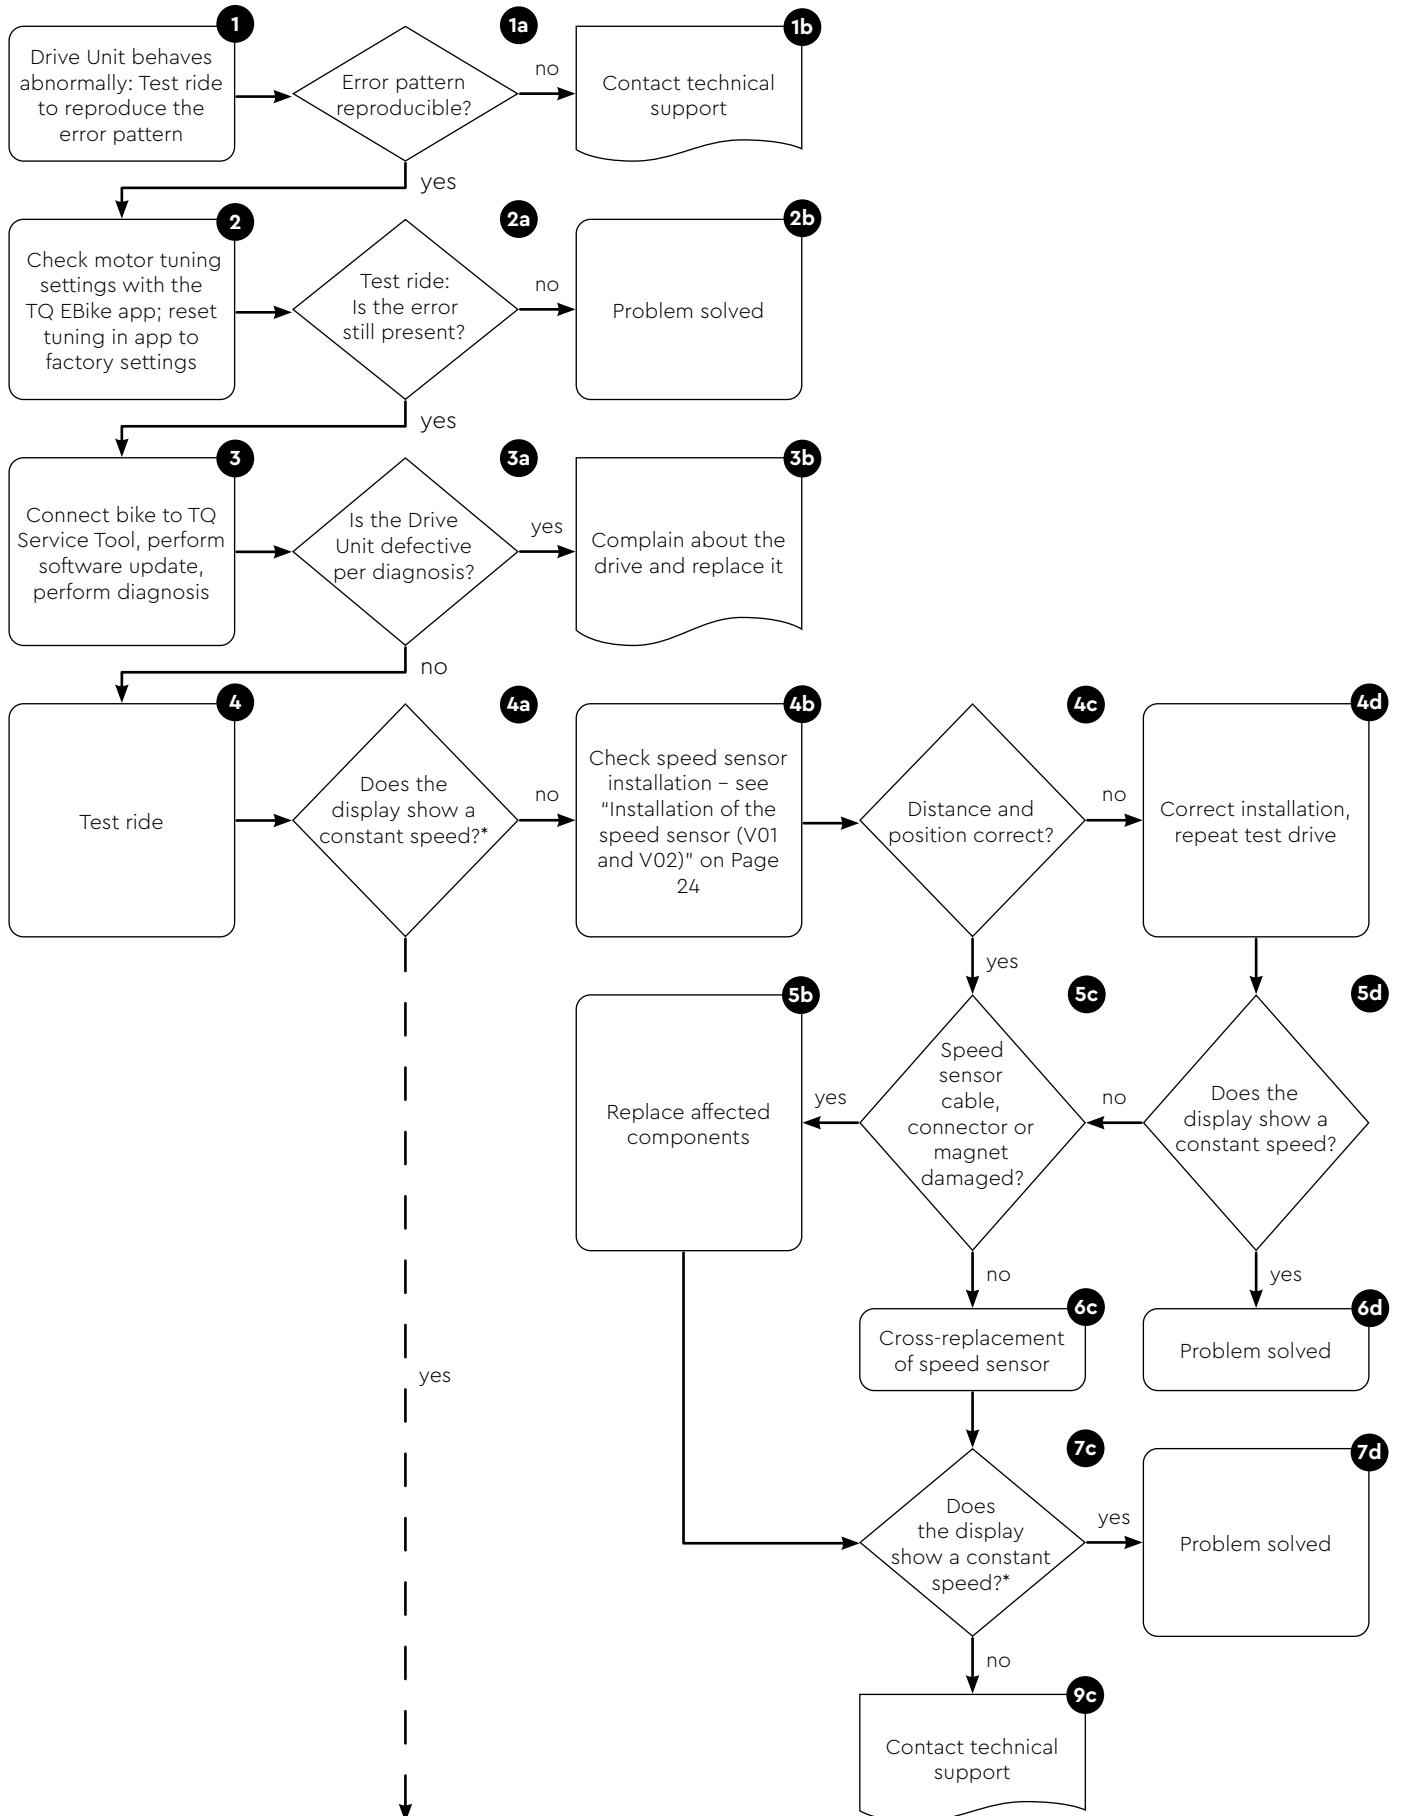 1
Drive Unit behaves
abnormally: Test ride
to reproduce the
error pattern
1a
Error pattern
reproducible?
no
1b
Contact technical
support
yes
2
Check motor tuning
settings with the
TQ EBike app; reset
tuning in app to
factory settings
2a
Test ride:
Is the error
still present?
no
2b
Problem solved
yes
3
Connect bike to TQ
Service Tool, perform
software update,
perform diagnosis
3a
Is the Drive
Unit defective
per diagnosis?
yes
3b
Complain about the
drive and replace it
no
4
Test ride
4a
Does the
display show a
constant speed?*
no
4b
Check speed sensor
installation – see
"Installation of the
speed sensor (V01
and V02)" on Page
24
4c
Distance and
position correct?
no
4d
Correct installation,
repeat test drive
yes
5b
Replace affected
components
yes
5c
Speed
sensor
cable,
connector or
magnet
damaged?
no
5d
Does the
display show a
constant speed?
no
yes
6c
Cross-replacement
of speed sensor
6d
Problem solved
yes
7c
Does
the display
show a constant
speed?*
yes
7d
Problem solved
no
9c
Contact technical
support